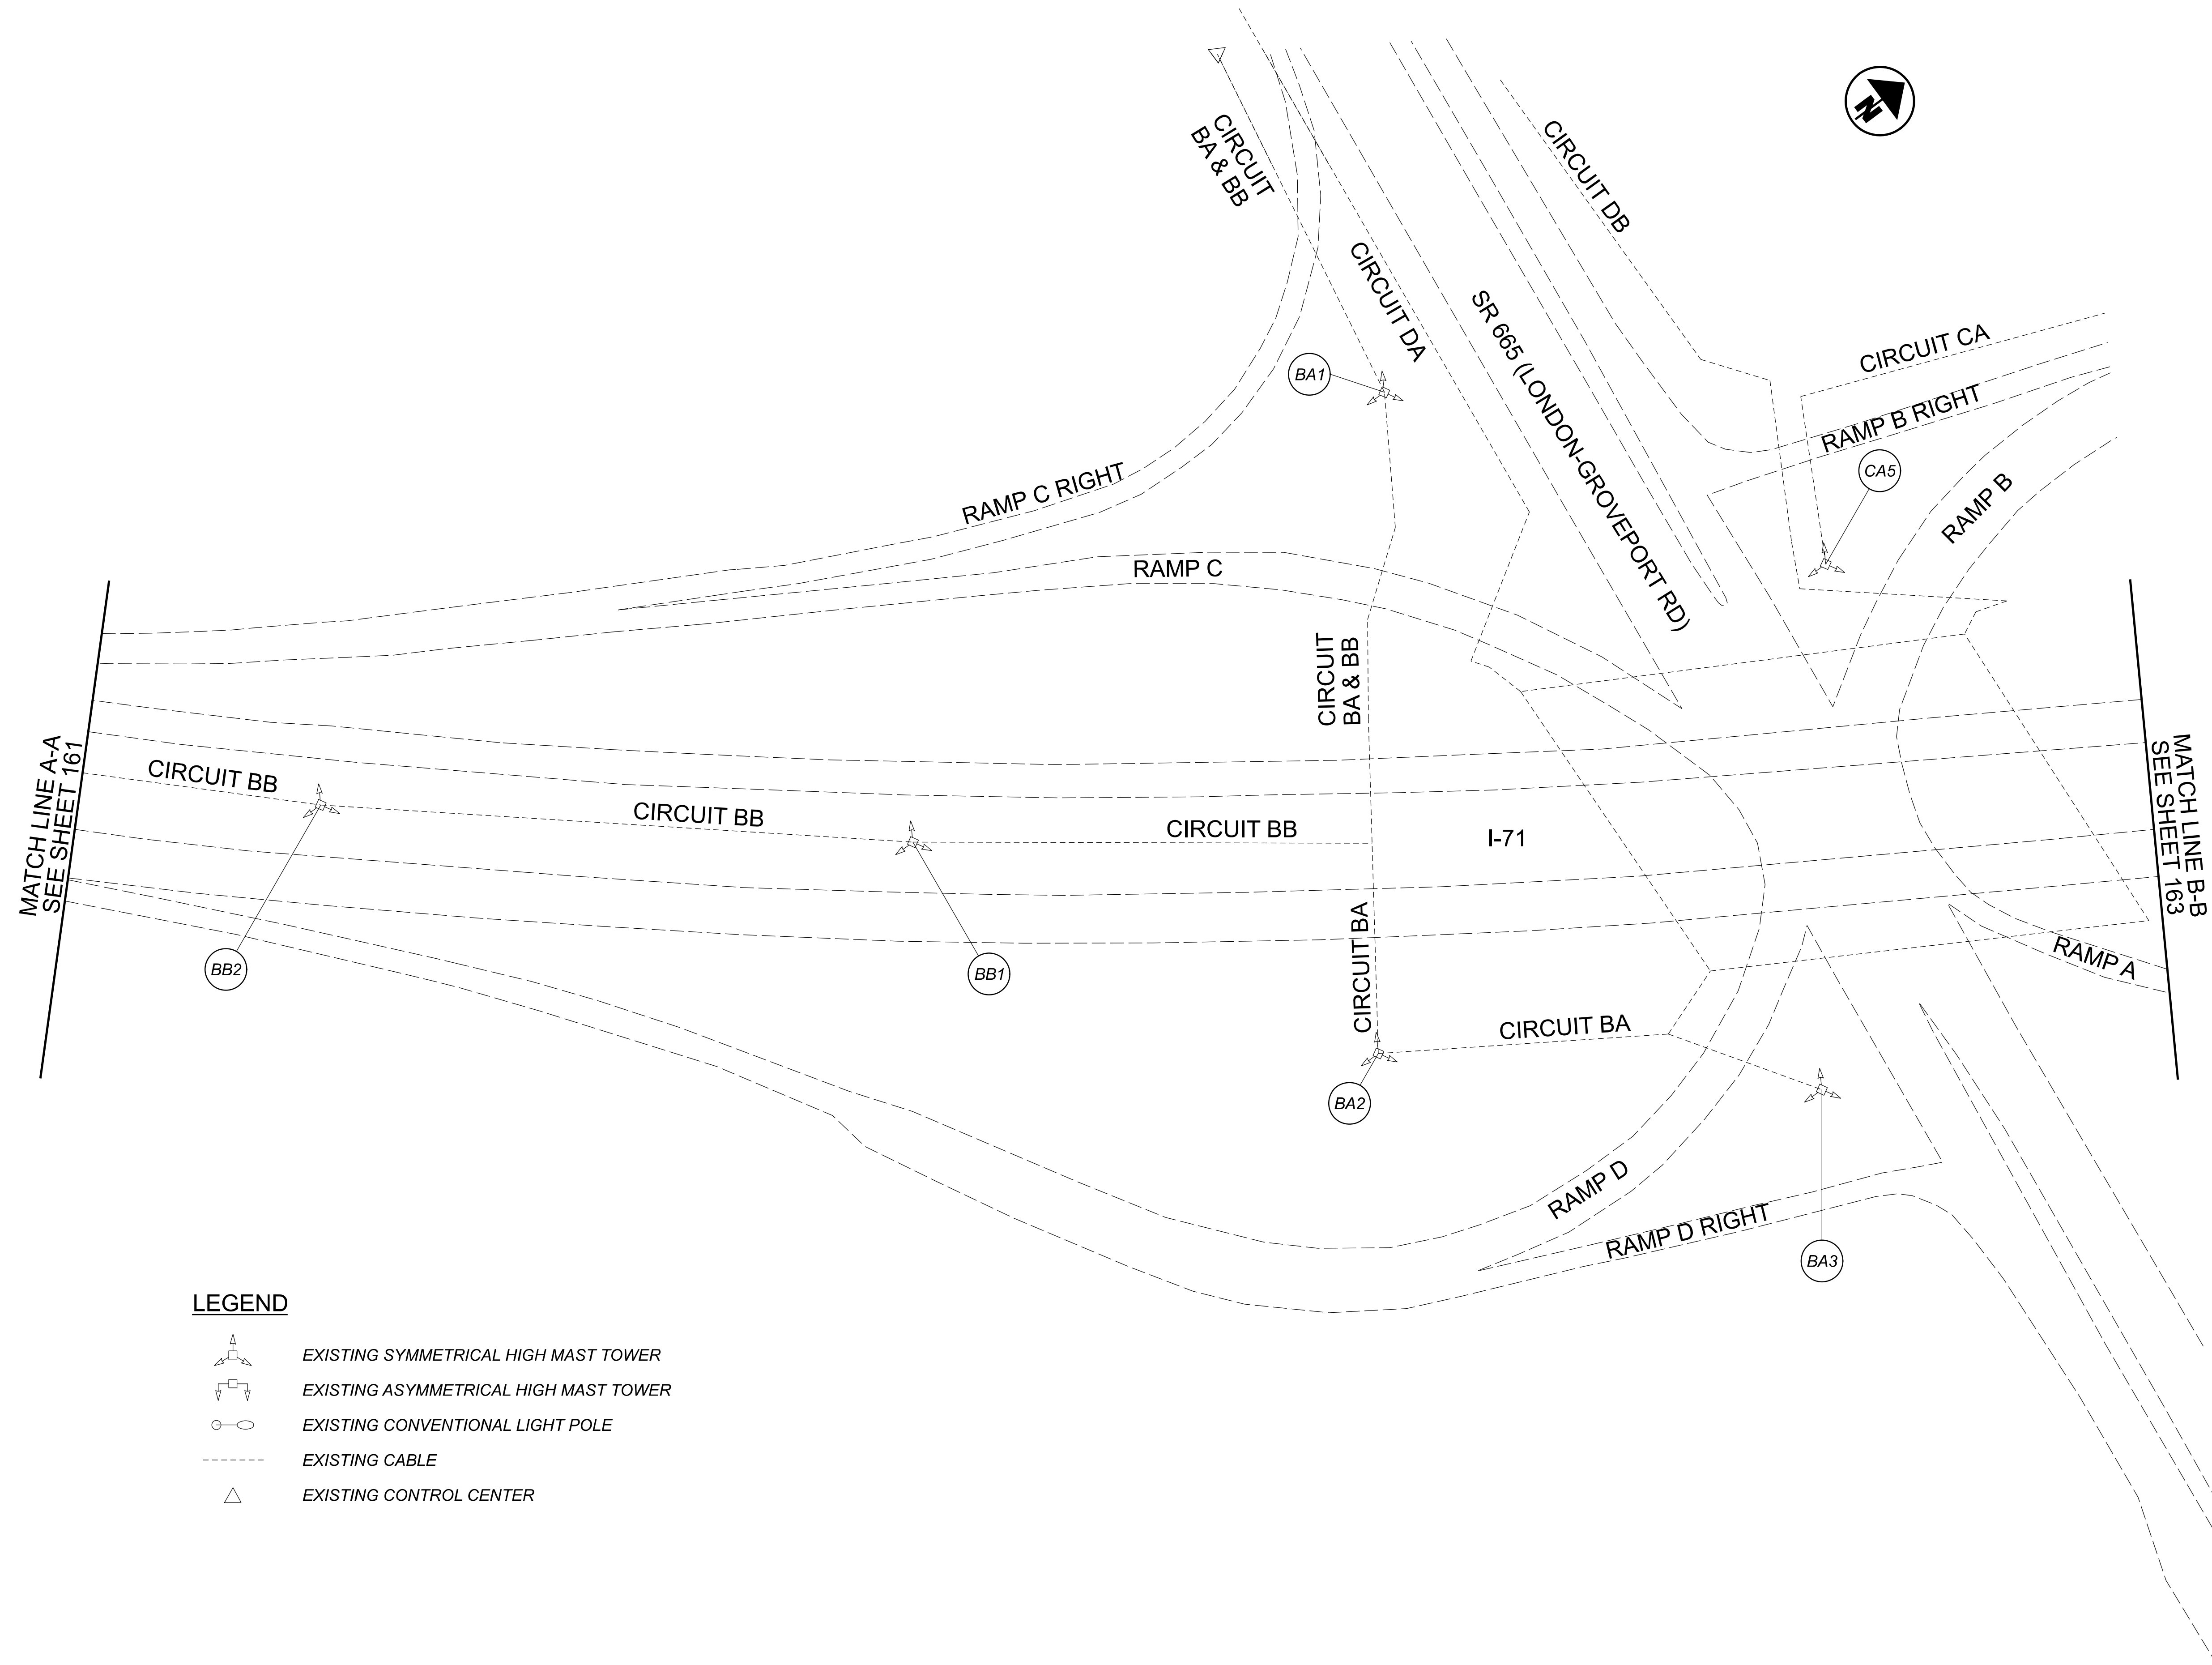 N
CIRCUIT
BA & BB
CIRCUIT DA
SR 665 (LONDON-GROVEPORT RD)
CIRCUIT DB
CIRCUIT CA
RAMP B RIGHT
CA5
RAMP B
BA1
RAMP C RIGHT
RAMP C
CIRCUIT
BA & BB
MATCH LINE A-A
SEE SHEET 161
CIRCUIT BB
CIRCUIT BB
CIRCUIT BB
I-71
MATCH LINE B-B
SEE SHEET 163
BB2
BB1
CIRCUIT BA
CIRCUIT BA
RAMP A
BA2
RAMP D
RAMP D RIGHT
BA3
LEGEND
EXISTING SYMMETRICAL HIGH MAST TOWER
EXISTING ASYMMETRICAL HIGH MAST TOWER
EXISTING CONVENTIONAL LIGHT POLE
EXISTING CABLE
EXISTING CONTROL CENTER